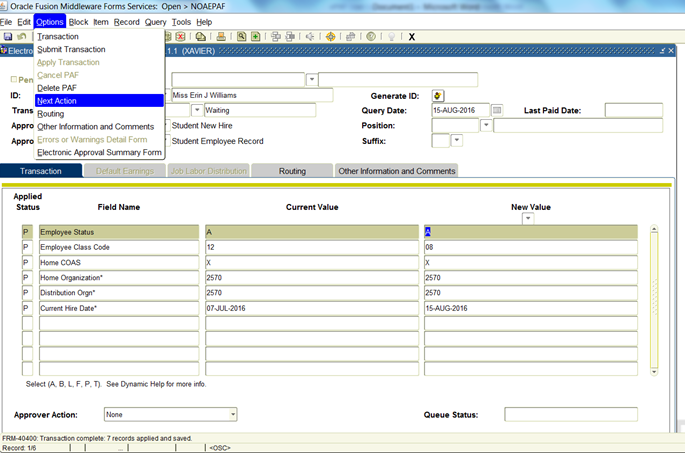 Oracle Fusion Middleware Forms Services: Open > NOAEPAF
File Edit Options Block Item Record Query Tools Help
X
Electro 1.1 (XAVIER)
Transaction
Submit Transaction
Apply Transaction
Cancel PAF
Delete PAF
Next Action
Routing
Other Information and Comments
Errors or Warnings Detail Form
Electronic Approval Summary Form
Pen
ID: Miss Erin J Williams Generate ID:
Trans Waiting Query Date: 15-AUG-2016 Last Paid Date:
Appro Student New Hire Position:
Appro Student Employee Record Suffix:
Transaction Default Earnings Job Labor Distribution Routing Other Information and Comments
Applied
Status Field Name Current Value New Value
P Employee Status A A
P Employee Class Code 12 08
P Home COAS X X
P Home Organization* 2570 2570
P Distribution Orgn* 2570 2570
P Current Hire Date* 07-JUL-2016 15-AUG-2016
Select (A, B, L, F, P, T). See Dynamic Help for more info.
Approver Action: None Queue Status:
FRM-40400: Transaction complete: 7 records applied and saved.
Record: 1/6 ... <OSC>